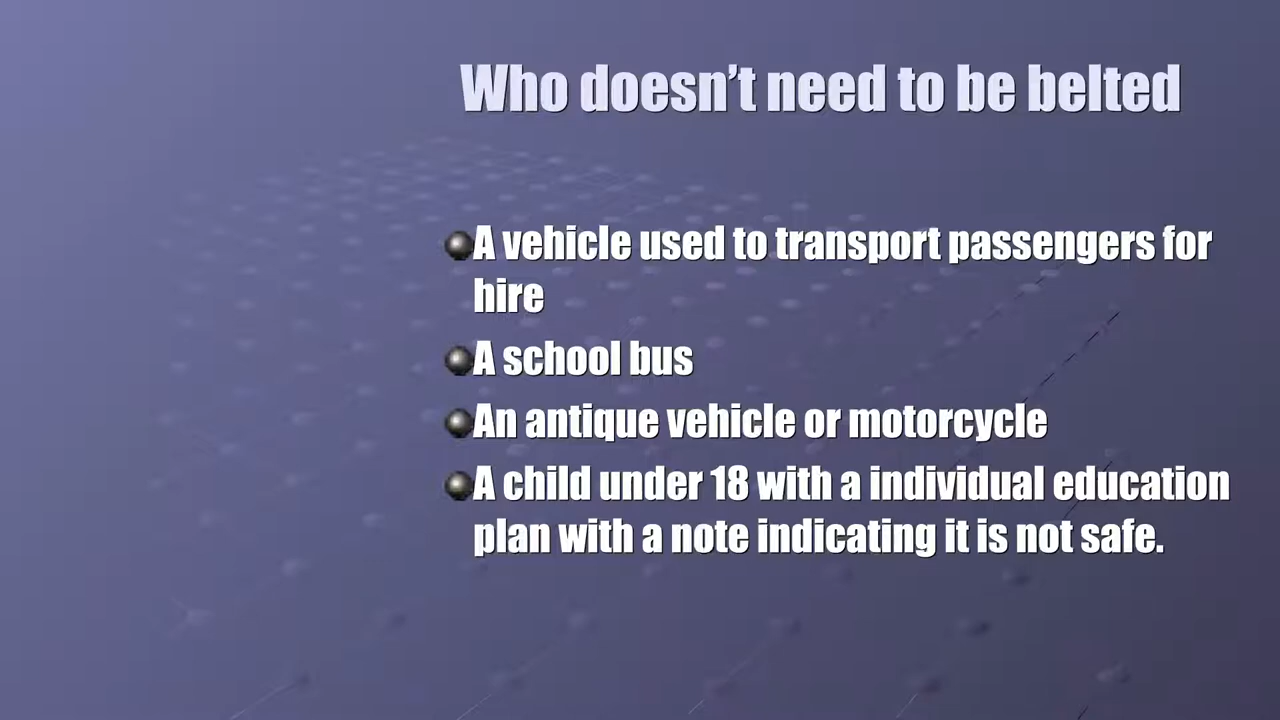 Who doesn’t need to be belted
A vehicle used to transport passengers for
hire
A school bus
An antique vehicle or motorcycle
A child under 18 with a individual education
plan with a note indicating it is not safe.